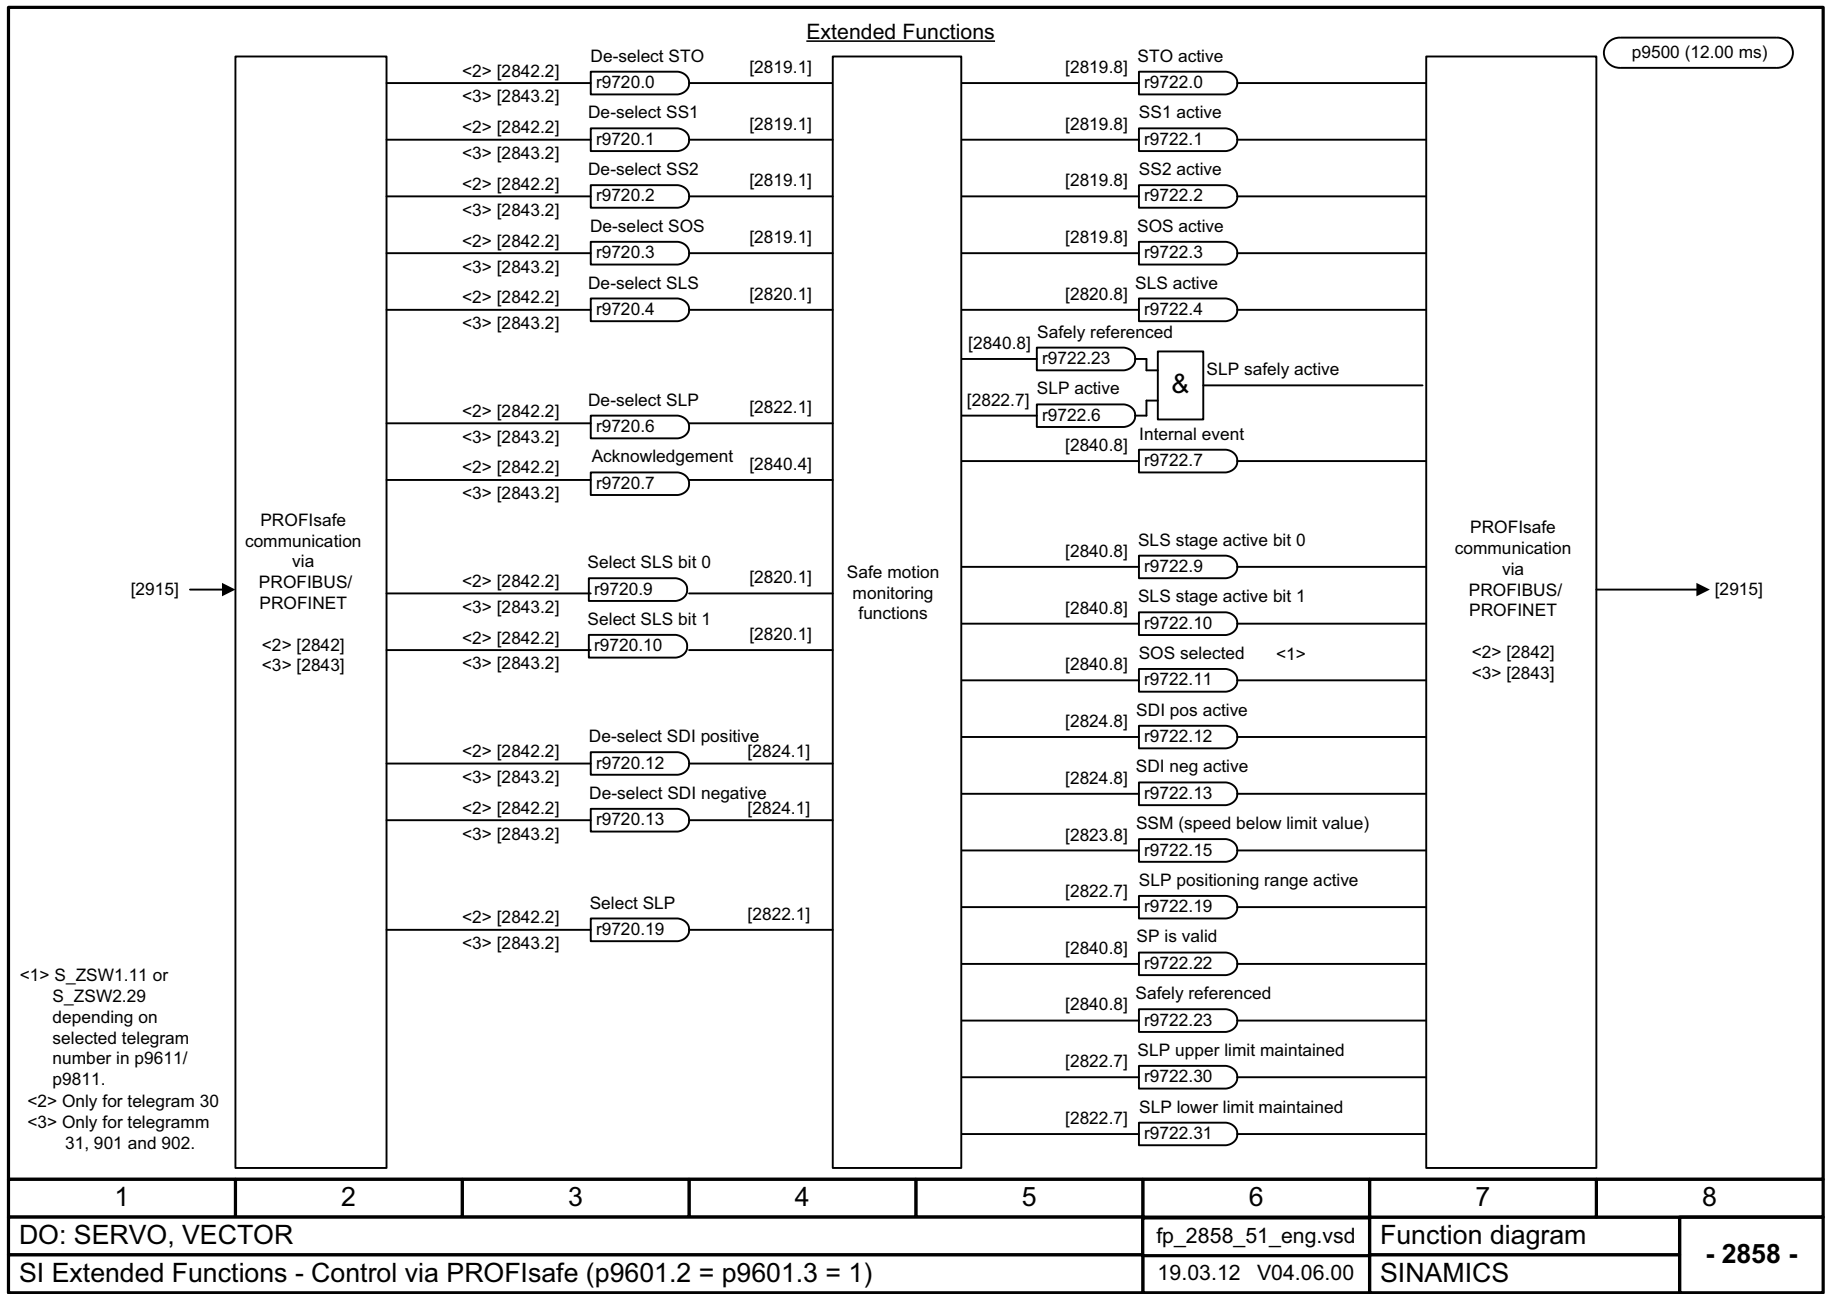 Extended Functions
p9500 (12.00 ms)
[2915]
PROFIsafe
communication
via
PROFIBUS/
PROFINET
<2> [2842]
<3> [2843]
<1> S_ZSW1.11 or
S_ZSW2.29
depending on
selected telegram
number in p9611/
p9811.
<2> Only for telegram 30
<3> Only for telegramm
31, 901 and 902.
De-select STO
<2> [2842.2]
r9720.0
[2819.1]
<3> [2843.2]
De-select SS1
<2> [2842.2]
r9720.1
[2819.1]
<3> [2843.2]
De-select SS2
<2> [2842.2]
r9720.2
[2819.1]
<3> [2843.2]
De-select SOS
<2> [2842.2]
r9720.3
[2819.1]
<3> [2843.2]
De-select SLS
<2> [2842.2]
r9720.4
[2820.1]
<3> [2843.2]
De-select SLP
<2> [2842.2]
r9720.6
[2822.1]
<3> [2843.2]
Acknowledgement
<2> [2842.2]
r9720.7
[2840.4]
<3> [2843.2]
Select SLS bit 0
<2> [2842.2]
r9720.9
[2820.1]
<3> [2843.2]
Select SLS bit 1
<2> [2842.2]
r9720.10
[2820.1]
<3> [2843.2]
De-select SDI positive
<2> [2842.2]
r9720.12
[2824.1]
<3> [2843.2]
De-select SDI negative
<2> [2842.2]
r9720.13
[2824.1]
<3> [2843.2]
Select SLP
<2> [2842.2]
r9720.19
[2822.1]
<3> [2843.2]
Safe motion
monitoring
functions
STO active
[2819.8]
r9722.0
SS1 active
[2819.8]
r9722.1
SS2 active
[2819.8]
r9722.2
SOS active
[2819.8]
r9722.3
SLS active
[2820.8]
r9722.4
Safely referenced
[2840.8]
r9722.23
SLP active
[2822.7]
r9722.6
&
SLP safely active
Internal event
[2840.8]
r9722.7
SLS stage active bit 0
[2840.8]
r9722.9
SLS stage active bit 1
[2840.8]
r9722.10
SOS selected <1>
[2840.8]
r9722.11
SDI pos active
[2824.8]
r9722.12
SDI neg active
[2824.8]
r9722.13
SSM (speed below limit value)
[2823.8]
r9722.15
SLP positioning range active
[2822.7]
r9722.19
SP is valid
[2840.8]
r9722.22
Safely referenced
[2840.8]
r9722.23
SLP upper limit maintained
[2822.7]
r9722.30
SLP lower limit maintained
[2822.7]
r9722.31
PROFIsafe
communication
via
PROFIBUS/
PROFINET
<2> [2842]
<3> [2843]
[2915]
1 2 3 4 5 6 7 8
DO: SERVO, VECTOR
fp_2858_51_eng.vsd
Function diagram
- 2858 -
SI Extended Functions - Control via PROFIsafe (p9601.2 = p9601.3 = 1)
19.03.12 V04.06.00
SINAMICS